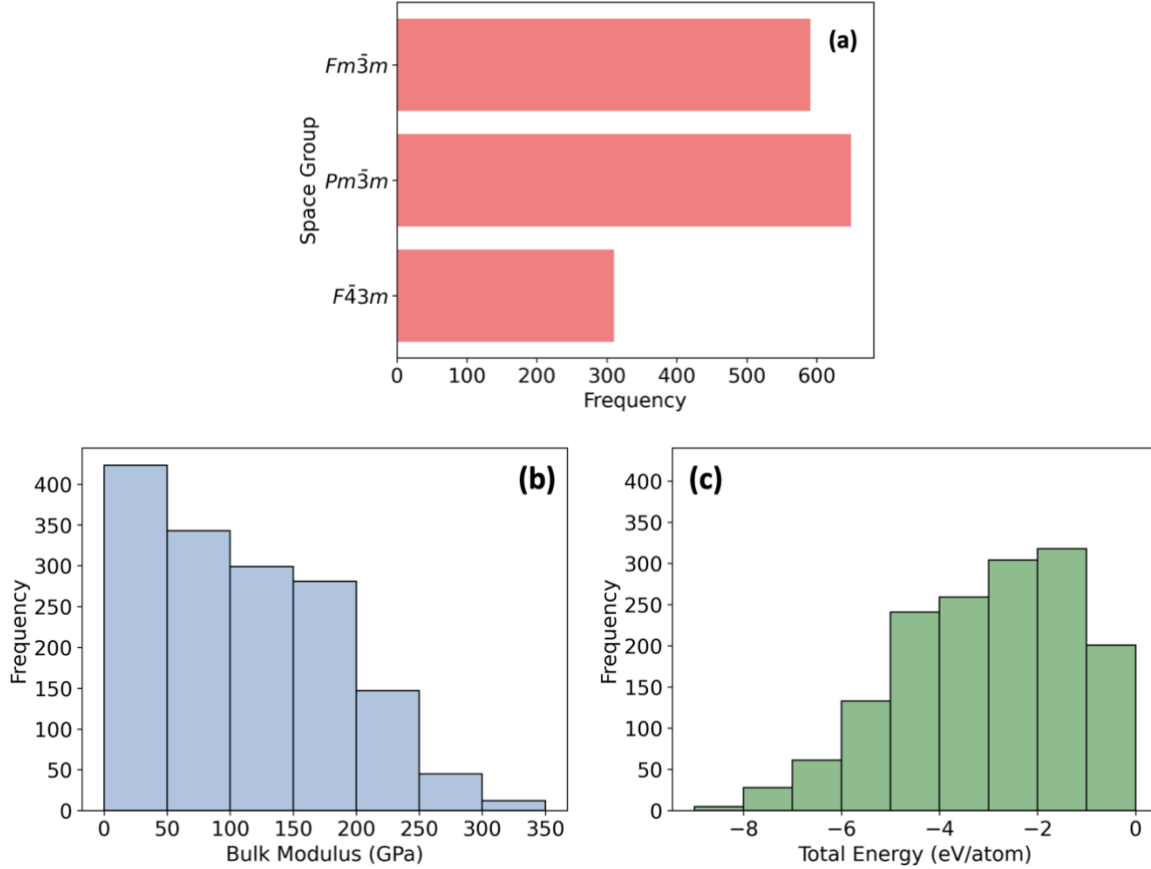 (a)
Space Group
Fm3̄m
Pm3̄m
F4̄3m
0 100 200 300 400 500 600
Frequency
(b)
Frequency
400
350
300
250
200
150
100
50
0
0 50 100 150 200 250 300 350
Bulk Modulus (GPa)
(c)
Frequency
400
350
300
250
200
150
100
50
0
−8 −6 −4 −2 0
Total Energy (eV/atom)